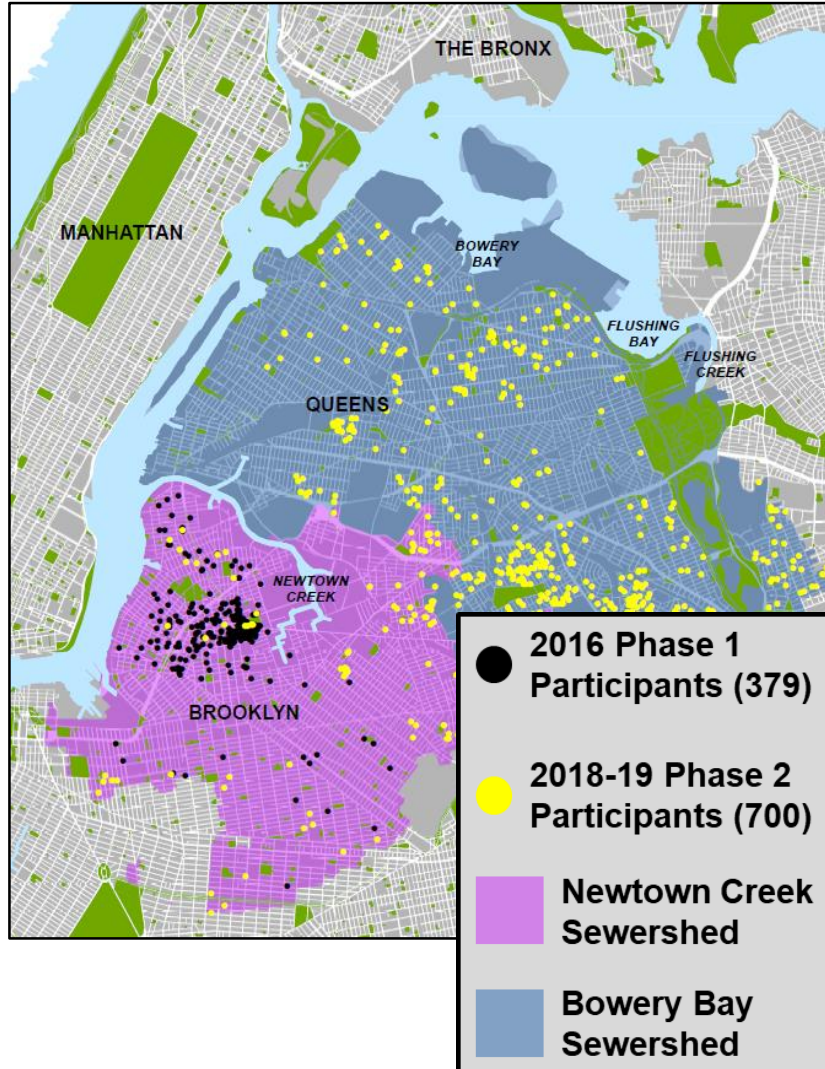 THE BRONX
MANHATTAN
BOWERY
BAY
FLUSHING
BAY
FLUSHING
CREEK
QUEENS
NEWTOWN
CREEK
BROOKLYN
2016 Phase 1
Participants (379)
2018-19 Phase 2
Participants (700)
Newtown Creek
Sewershed
Bowery Bay
Sewershed